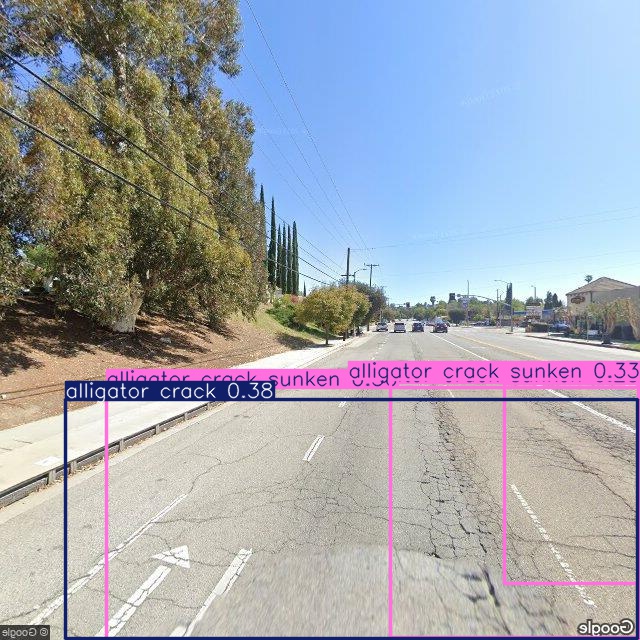 alligator crack sunken 0.33
alligator crack sunken
alligator crack 0.38
Google
© Google